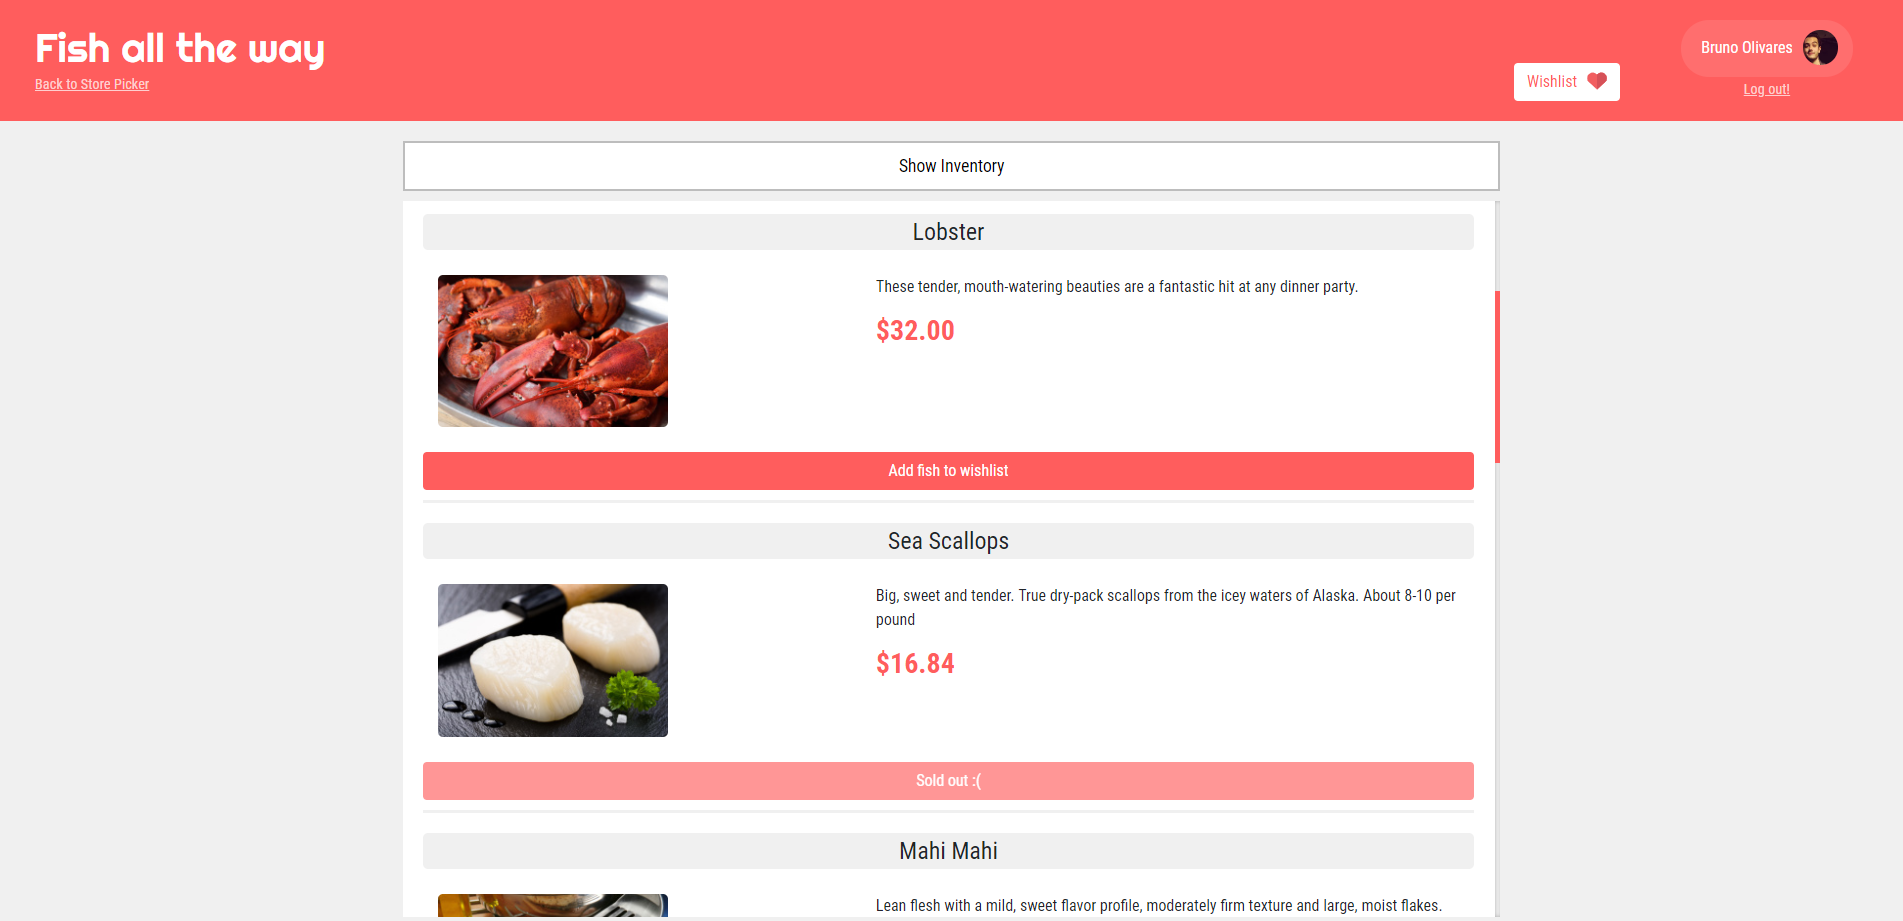 Fish all the way
Back to Store Picker
Wishlist
Bruno Olivares
Log out!
Show Inventory
Lobster
These tender, mouth-watering beauties are a fantastic hit at any dinner party.
$32.00
Add fish to wishlist
Sea Scallops
Big, sweet and tender. True dry-pack scallops from the icey waters of Alaska. About 8-10 per
pound
$16.84
Sold out :(
Mahi Mahi
Lean flesh with a mild, sweet flavor profile, moderately firm texture and large, moist flakes.